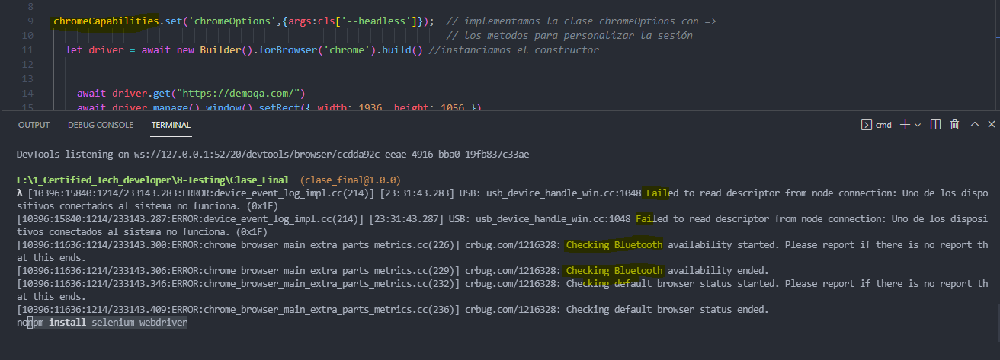 8
9 chromeCapabilities.set('chromeOptions',{args:cls['--headless']}); // implementamos la clase chromeOptions con =>
10 // los metodos para personalizar la sesión
11 let driver = await new Builder().forBrowser('chrome').build() //instanciamos el constructor
12
13
14 await driver.get("https://demoqa.com/")
15 await driver.manage().window().setRect({ width: 1936, height: 1056 })
OUTPUT DEBUG CONSOLE TERMINAL cmd
DevTools listening on ws://127.0.0.1:52720/devtools/browser/ccdda92c-eeae-4916-bba0-19fb837c33ae
E:\1_Certified_Tech_developer\8-Testing\Clase_Final (clase_final@1.0.0)
λ [10396:15840:1214/233143.283:ERROR:device_event_log_impl.cc(214)] [23:31:43.283] USB: usb_device_handle_win.cc:1048 Failed to read descriptor from node connection: Uno de los dispo
sitivos conectados al sistema no funciona. (0x1F)
[10396:15840:1214/233143.287:ERROR:device_event_log_impl.cc(214)] [23:31:43.287] USB: usb_device_handle_win.cc:1048 Failed to read descriptor from node connection: Uno de los disposi
tivos conectados al sistema no funciona. (0x1F)
[10396:11636:1214/233143.300:ERROR:chrome_browser_main_extra_parts_metrics.cc(226)] crbug.com/1216328: Checking Bluetooth availability started. Please report if there is no report th
at this ends.
[10396:11636:1214/233143.306:ERROR:chrome_browser_main_extra_parts_metrics.cc(229)] crbug.com/1216328: Checking Bluetooth availability ended.
[10396:11636:1214/233143.346:ERROR:chrome_browser_main_extra_parts_metrics.cc(232)] crbug.com/1216328: Checking default browser status started. Please report if there is no report th
at this ends.
[10396:11636:1214/233143.409:ERROR:chrome_browser_main_extra_parts_metrics.cc(236)] crbug.com/1216328: Checking default browser status ended.
nonpm install selenium-webdriver